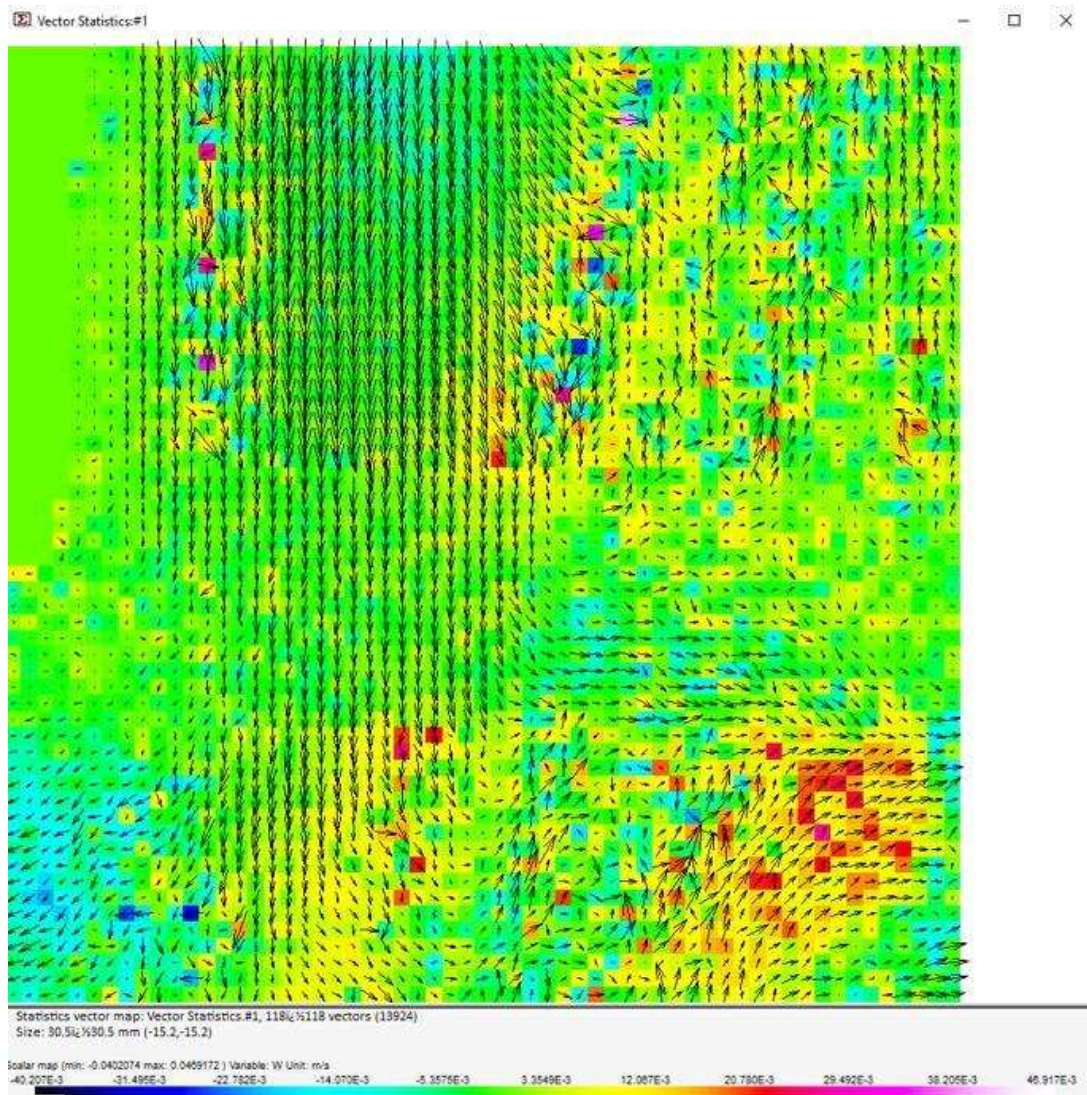 Vector Statistics:#1
Statistics vector map: Vector Statistics.#1, 118ï¿½118 vectors (13924)
Size: 30.5ï¿½30.5 mm (-15.2,-15.2)
Scalar map (min: -0.0402074 max: 0.0469172 ) Variable: W Unit: m/s
-40.207E-3 -31.495E-3 -22.782E-3 -14.070E-3 -5.3575E-3 3.3549E-3 12.067E-3 20.780E-3 29.492E-3 38.205E-3 46.917E-3